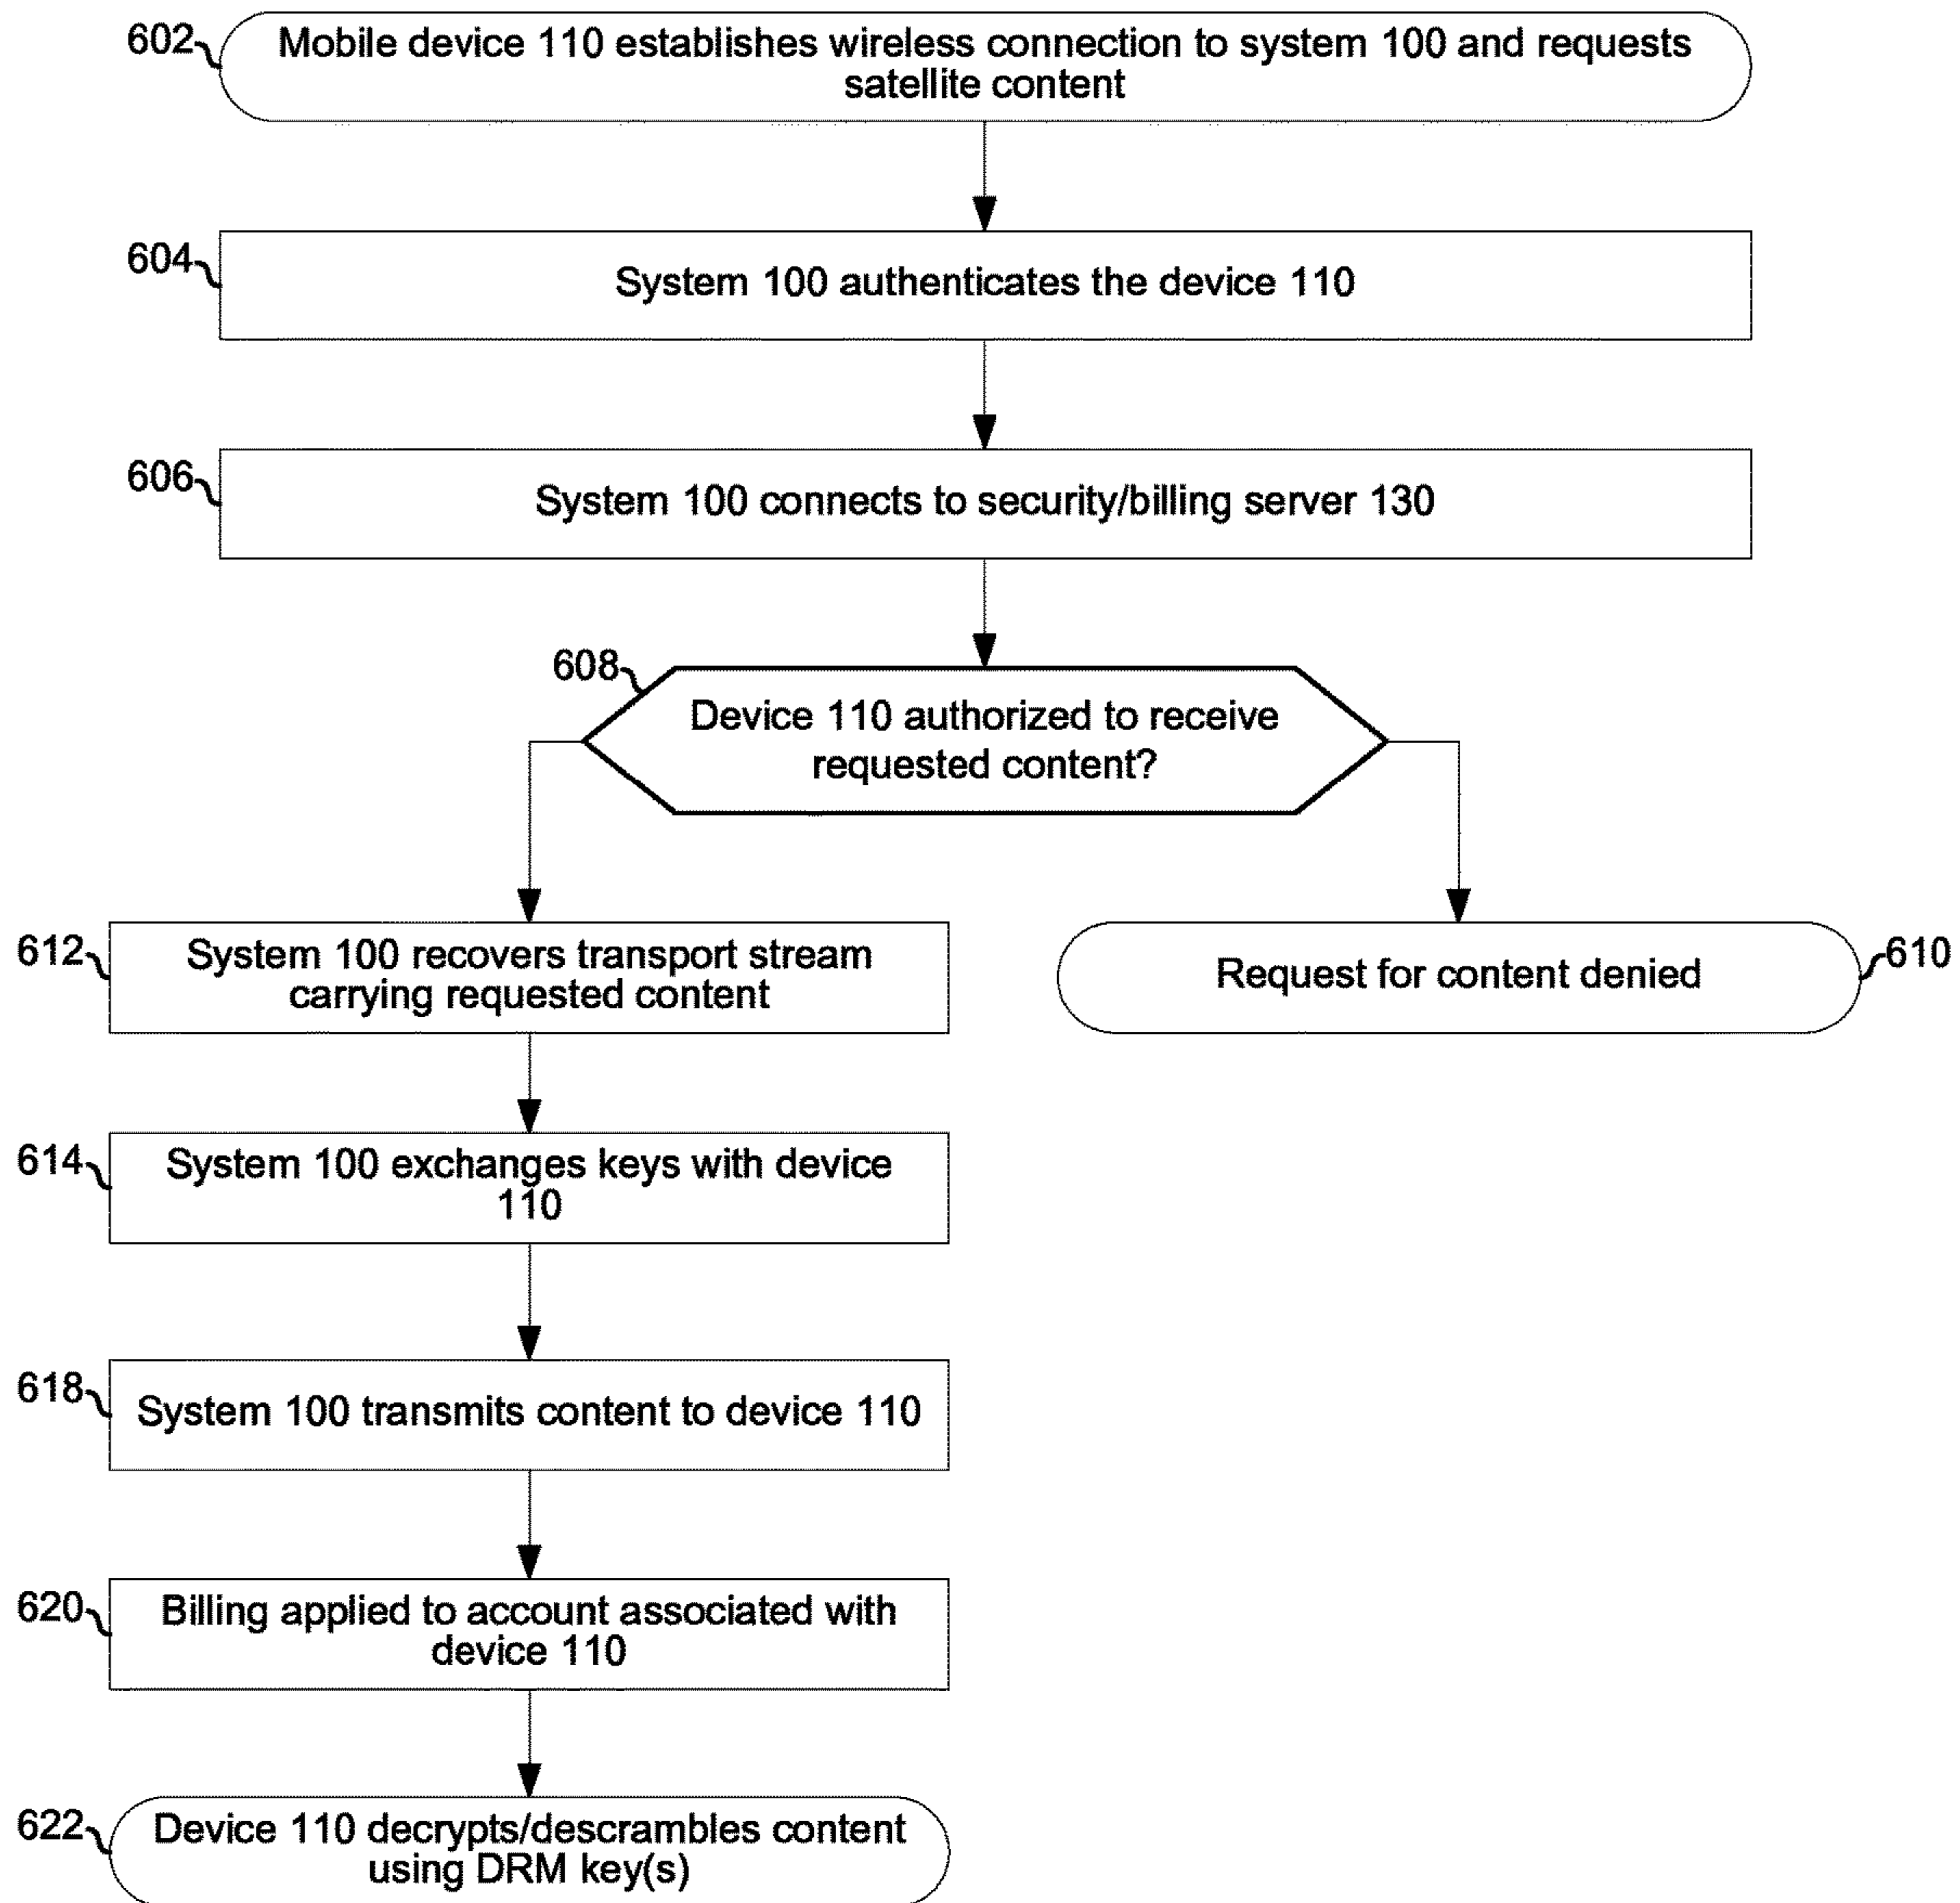 602
Mobile device 110 establishes wireless connection to system 100 and requests
satellite content
604
System 100 authenticates the device 110
606
System 100 connects to security/billing server 130
608
Device 110 authorized to receive
requested content?
612
System 100 recovers transport stream
carrying requested content
Request for content denied
610
614
System 100 exchanges keys with device
110
618
System 100 transmits content to device 110
620
Billing applied to account associated with
device 110
622
Device 110 decrypts/descrambles content
using DRM key(s)